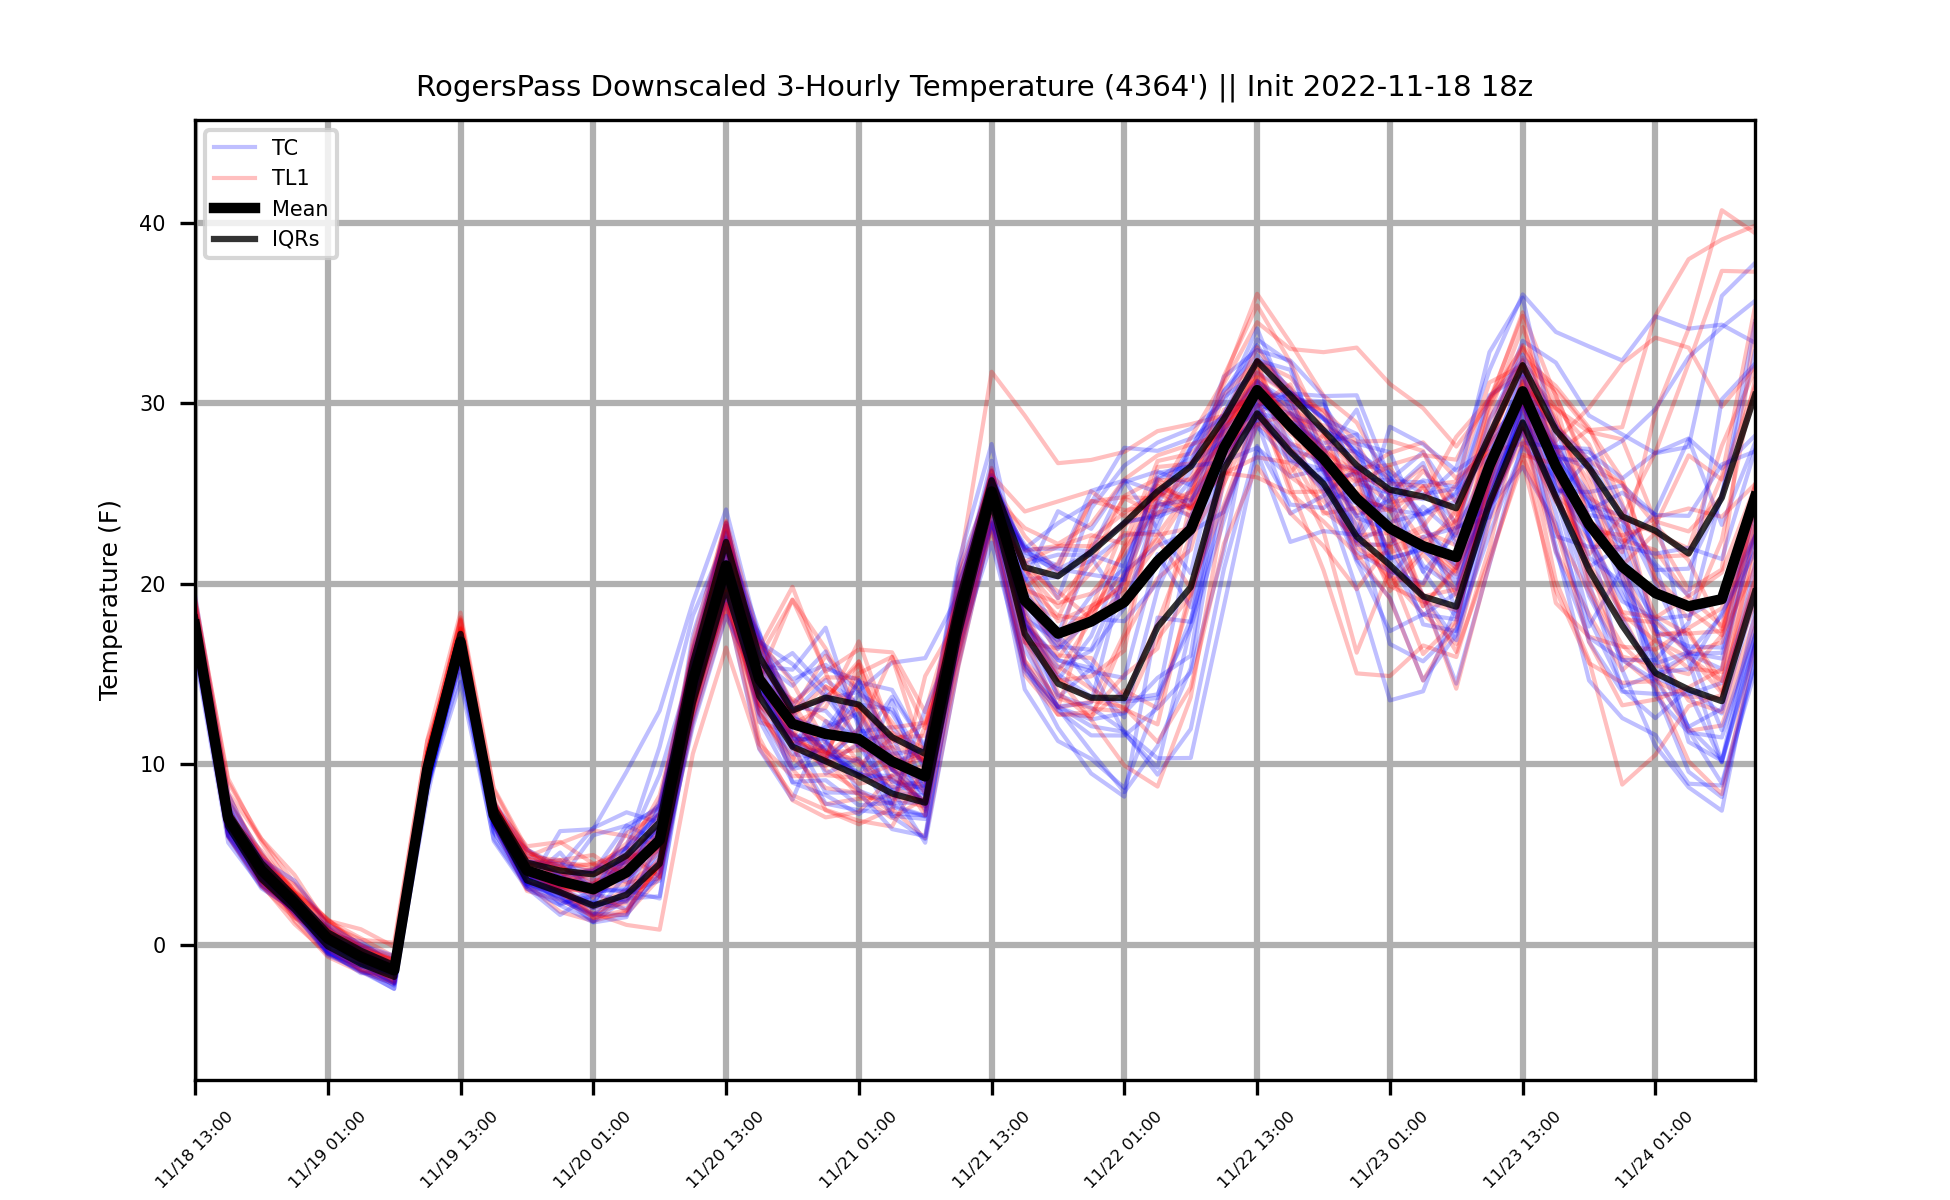 RogersPass Downscaled 3-Hourly Temperature (4364') || Init 2022-11-18 18z
TC
TL1
Mean
IQRs
Temperature (F)
40
30
20
10
0
11/18 13:00
11/19 01:00
11/19 13:00
11/20 01:00
11/20 13:00
11/21 01:00
11/21 13:00
11/22 01:00
11/22 13:00
11/23 01:00
11/23 13:00
11/24 01:00